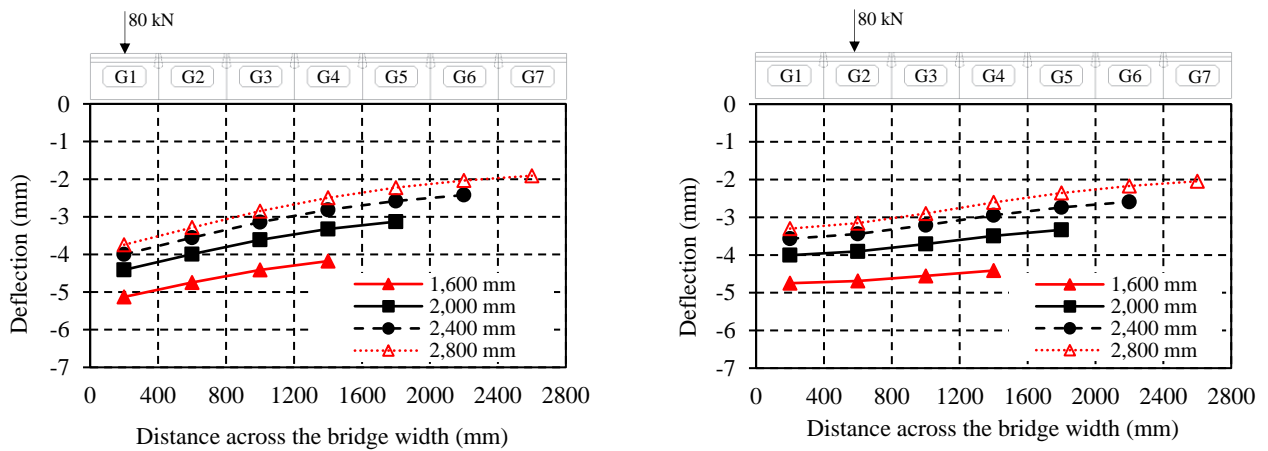 80 kN
G1 G2 G3 G4 G5 G6 G7
0
-1
-2
-3
-4
-5
-6
-7
Deflection (mm)
1,600 mm
2,000 mm
2,400 mm
2,800 mm
0 400 800 1200 1600 2000 2400 2800
Distance across the bridge width (mm)
80 kN
G1 G2 G3 G4 G5 G6 G7
0
-1
-2
-3
-4
-5
-6
-7
Deflection (mm)
1,600 mm
2,000 mm
2,400 mm
2,800 mm
0 400 800 1200 1600 2000 2400 2800
Distance across the bridge width (mm)